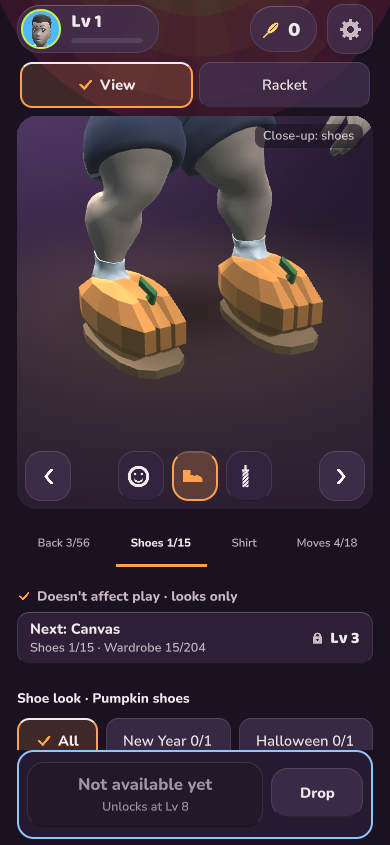 Lv 1
0
View
Racket
Close-up: shoes
Back 3/56
Shoes 1/15
Shirt
Moves 4/18
Doesn't affect play · looks only
Next: Canvas
Shoes 1/15 · Wardrobe 15/204
Lv 3
Shoe look · Pumpkin shoes
All
New Year 0/1
Halloween 0/1
Not available yet
Unlocks at Lv 8
Drop